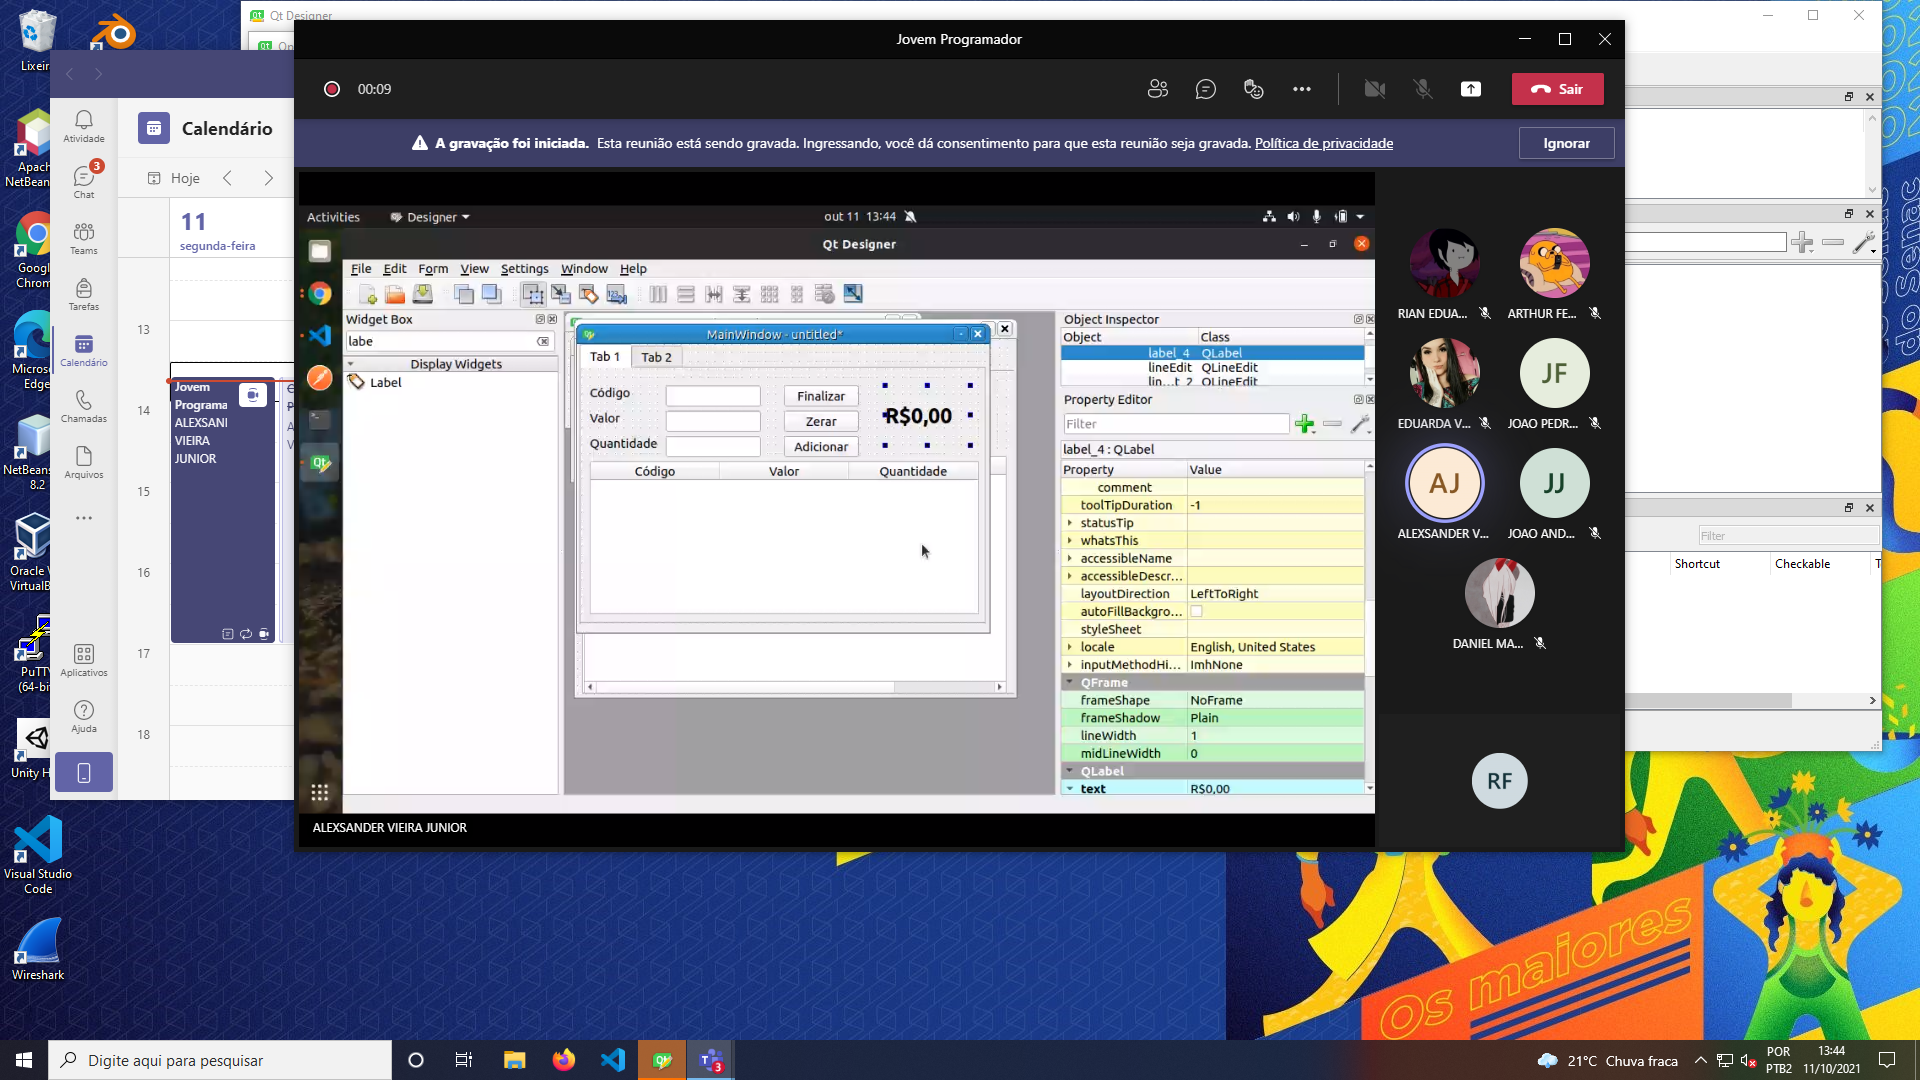 Lixeira
Qt Designer
Jovem Programador
00:09
Sair
A gravação foi iniciada. Esta reunião está sendo gravada. Ingressando, você dá consentimento para que esta reunião seja gravada. Política de privacidade
Ignorar
Calendário
Hoje
11
segunda-feira
13
14
15
16
17
18
Jovem
Programa
ALEXSANI
VIEIRA
JUNIOR
Atividade
3
Chat
Teams
Tarefas
Calendário
Chamadas
Arquivos
Aplicativos
Ajuda
Apach
NetBeans
Google
Chrom
Micros
Edge
NetBeans
8.2
Oracle V
VirtualB
PuTT
(64-bi
Unity H
Visual Studio
Code
Wireshark
Activities
Designer
out 11 13:44
Qt Designer
File Edit Form View Settings Window Help
Widget Box
labe
Display Widgets
Label
MainWindow - untitled*
Tab 1
Tab 2
Código
Finalizar
Valor
Zerar
Quantidade
Adicionar
R$0,00
Código Valor Quantidade
Object Inspector
Object Class
label_4 QLabel
lineEdit QLineEdit
lin...t_2 QLineEdit
Property Editor
Filter
label_4 : QLabel
Property Value
comment
toolTipDuration -1
statusTip
whatsThis
accessibleName
accessibleDescr...
layoutDirection LeftToRight
autoFillBackgro...
styleSheet
locale English, United States
inputMethodHi... ImhNone
QFrame
frameShape NoFrame
frameShadow Plain
lineWidth 1
midLineWidth 0
QLabel
text R$0,00
ALEXSANDER VIEIRA JUNIOR
RIAN EDUA...
ARTHUR FE...
JF
EDUARDA V...
JOAO PEDR...
AJ
JJ
ALEXSANDER V...
JOAO AND...
DANIEL MA...
RF
Filter
Shortcut
Checkable
T
Os maiores
do Senac
Digite aqui para pesquisar
3
21°C Chuva fraca
POR
PTB2
13:44
11/10/2021